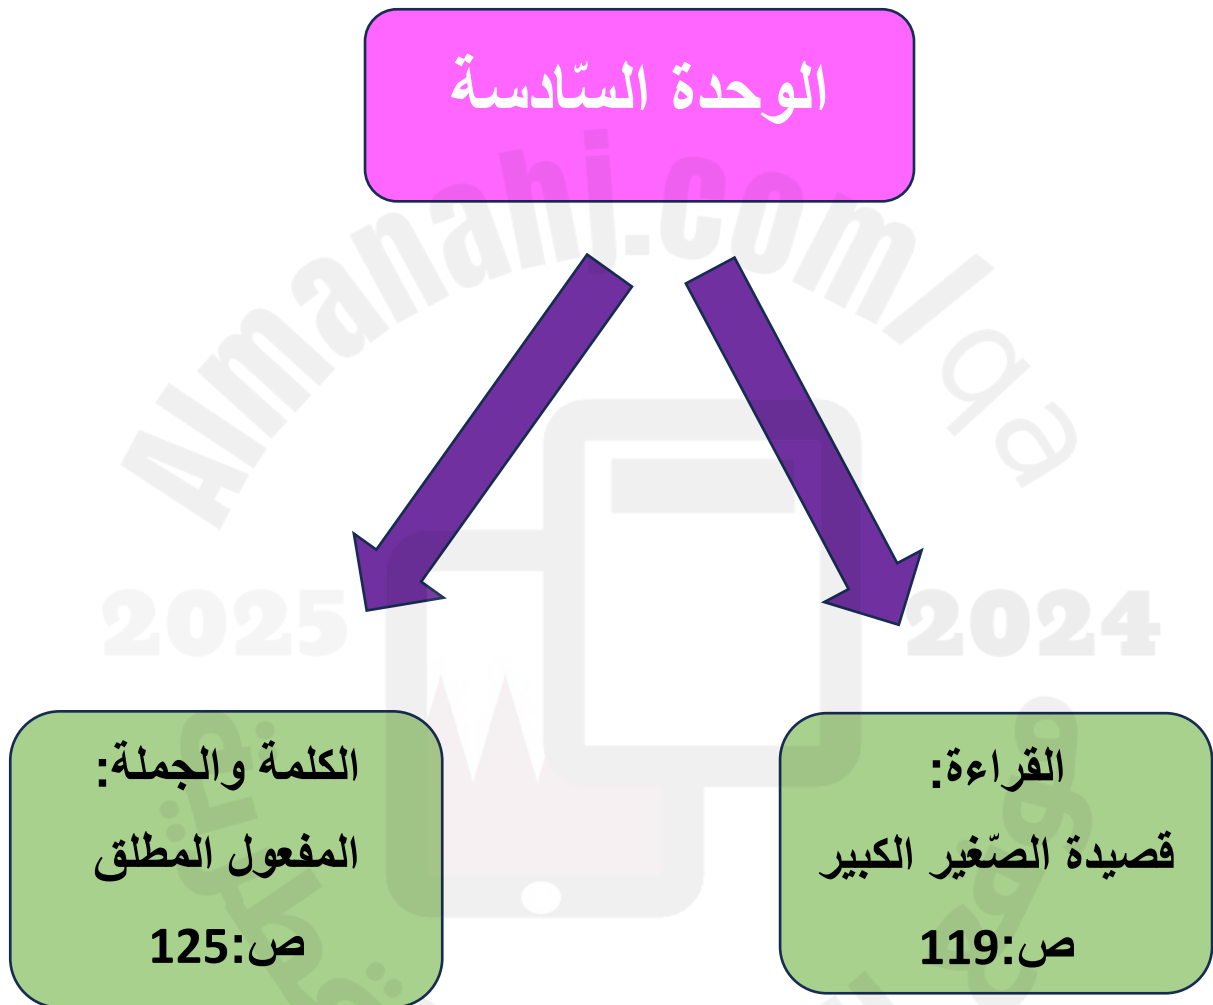 الوحدة السّادسة
القراءة:
قصيدة الصّغير الكبير
ص:119
الكلمة والجملة:
المفعول المطلق
ص:125
Almanahj.com/qa
2024
2025